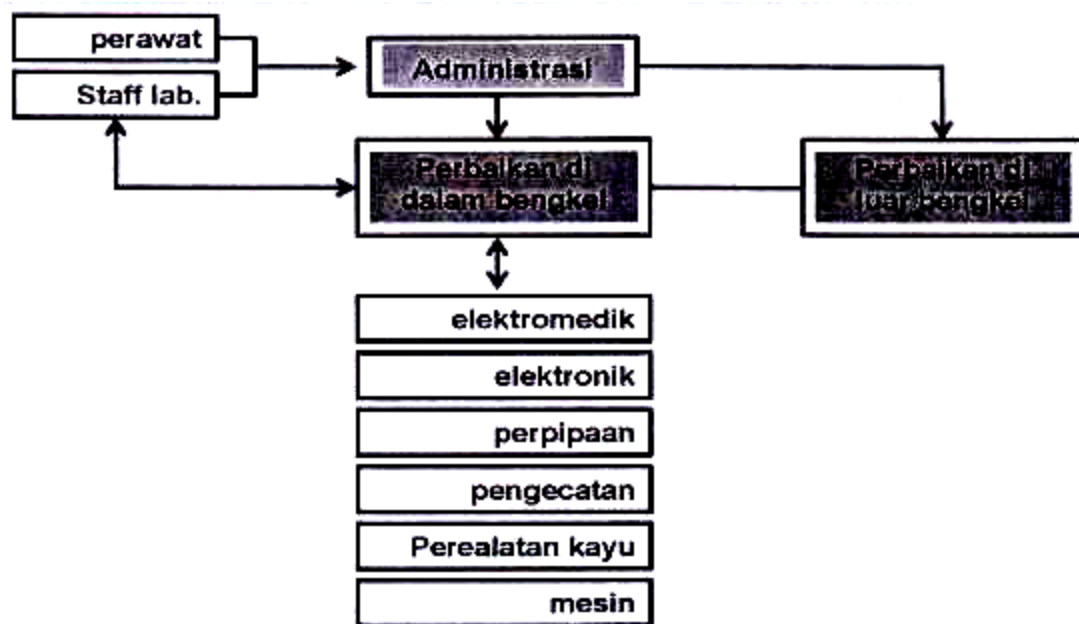 perawat
Staff lab.
Administrasi
Perbaikan di
dalam bengkel
Perbaikan di
luar bengkel
elektromedik
elektronik
perpipaan
pengecatan
Perealatan kayu
mesin